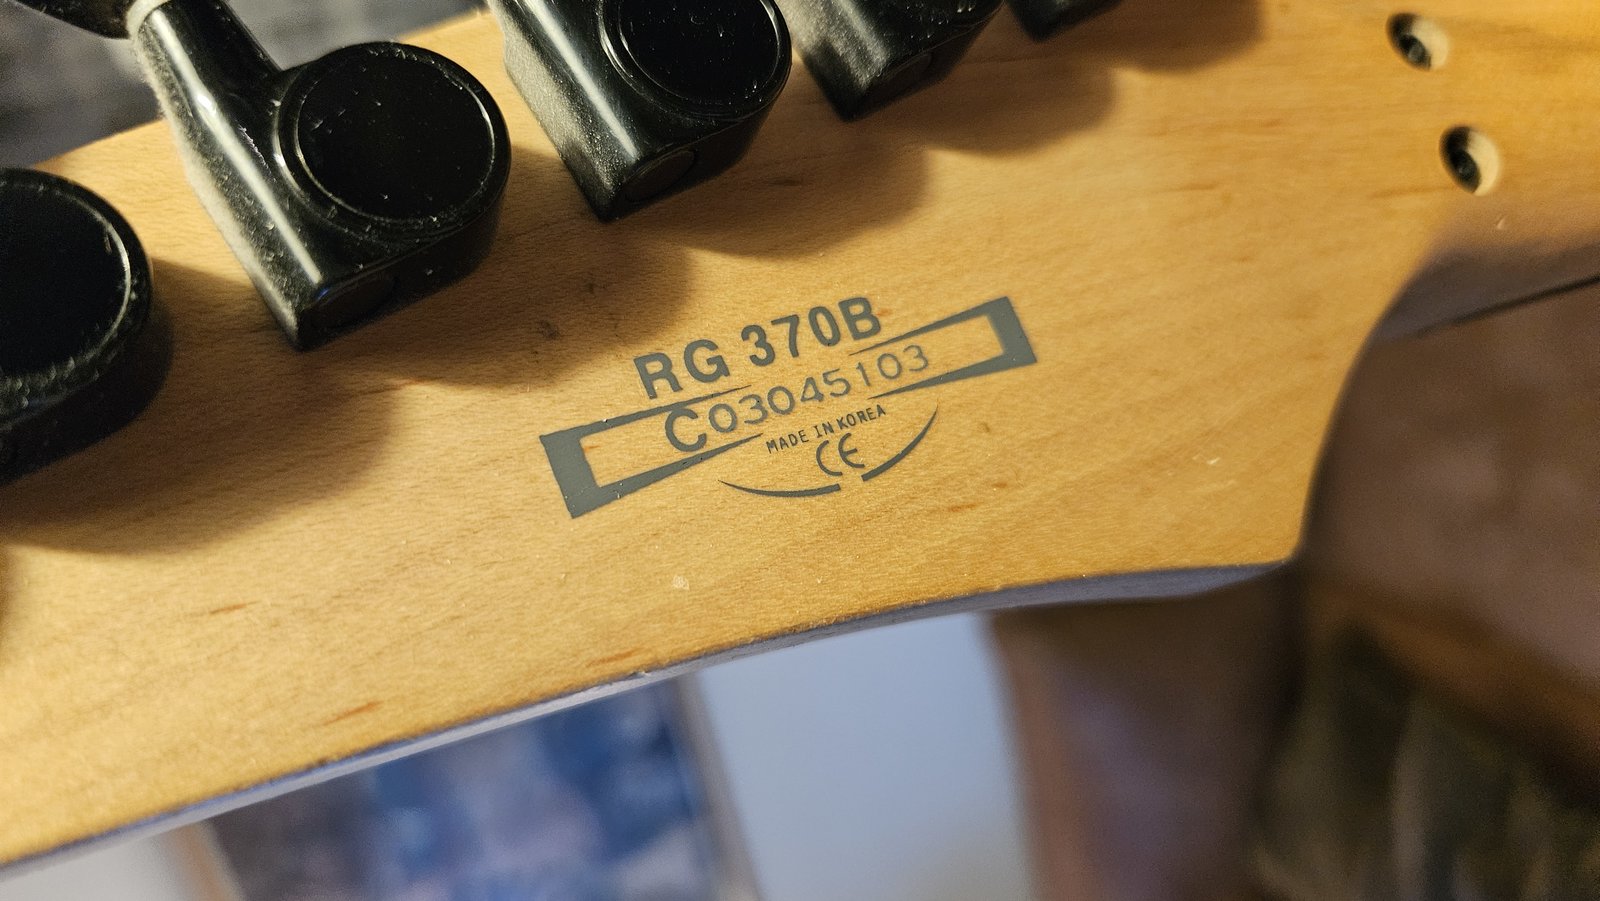 RG 370B
C03045103
MADE IN KOREA
CE